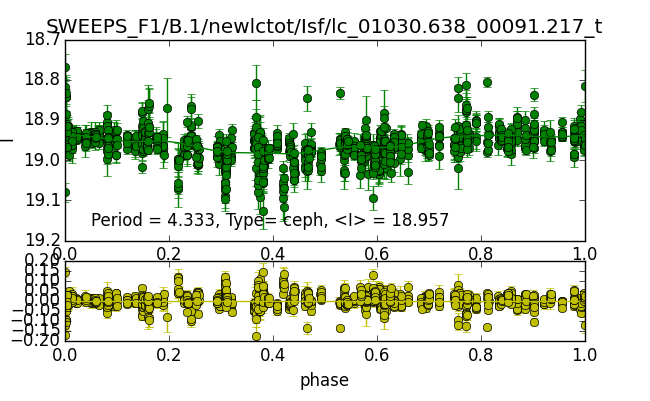 SWEEPS_F1/B.1/newlctot/Isf/lc_01030.638_00091.217_t
18.7
18.8
18.9
19.0
19.1
19.2
I
Period = 4.333, Type= ceph, <I> = 18.957
0.0 0.2 0.4 0.6 0.8 1.0
0.20
0.15
0.10
0.05
0.00
−0.05
−0.10
−0.15
−0.20
0.0 0.2 0.4 0.6 0.8 1.0
phase